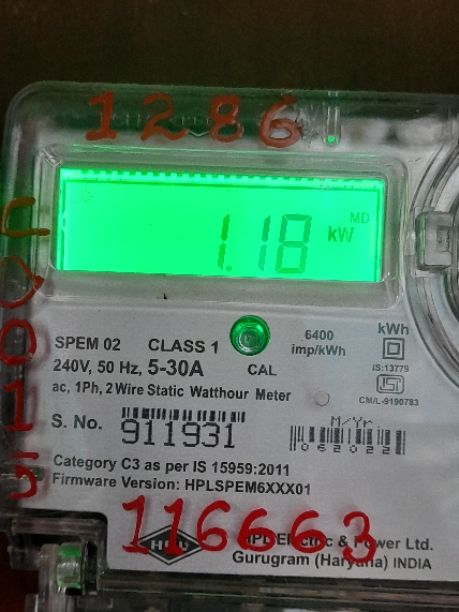 1286
MD
1.18 kW
SPEM 02 CLASS 1
6400
imp/kWh
kWh
240V, 50 Hz, 5-30A
CAL
IS:13779
ac, 1Ph, 2 Wire Static Watthour Meter
CM/L-9190783
S. No. 911931
M/Yr
062022
Category C3 as per IS 15959:2011
Firmware Version: HPLSPEM6XXX01
116663
HPL Electric & Power Ltd.
Gurugram (Haryana) INDIA